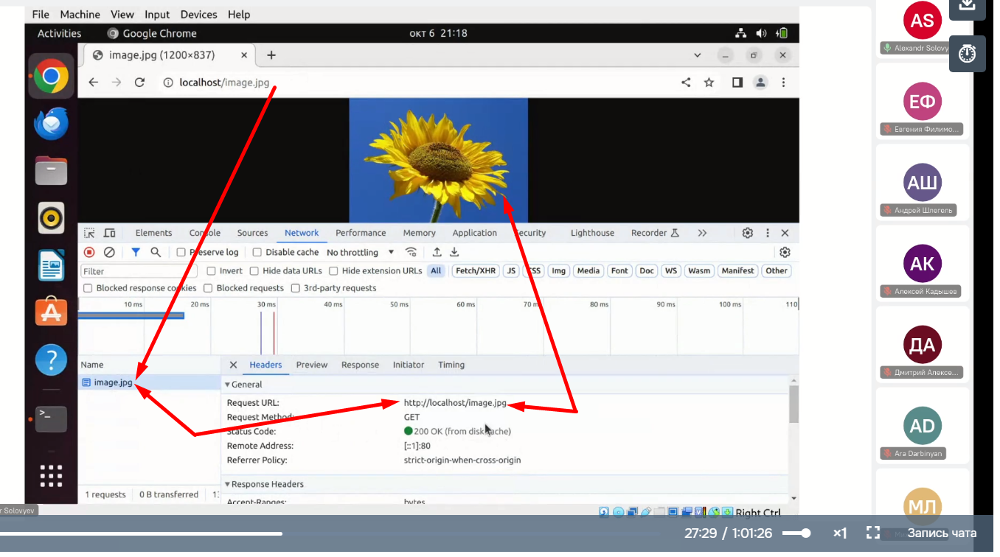 File Machine View Input Devices Help
AS
Activities Google Chrome окт 6 21:18
Alexandr Solovy
image.jpg (1200×837)
localhost/image.jpg
ЕФ
Евгения Филимо...
АШ
Андрей Шлегель
Elements Console Sources Network Performance Memory Application Security Lighthouse Recorder
Preserve log Disable cache No throttling
Filter Invert Hide data URLs Hide extension URLs All Fetch/XHR JS CSS Img Media Font Doc WS Wasm Manifest Other
АК
Blocked response cookies Blocked requests 3rd-party requests
Алексей Кадышев
10 ms 20 ms 30 ms 40 ms 50 ms 60 ms 70 ms 80 ms 90 ms 100 ms 110
ДА
Name Headers Preview Response Initiator Timing
Дмитрий Алексе...
image.jpg General
Request URL: http://localhost/image.jpg
Request Method: GET
Status Code: 200 OK (from disk cache)
AD
Remote Address: [::1]:80
Ara Darbinyan
Referrer Policy: strict-origin-when-cross-origin
Response Headers
1 requests 0 B transferred
Accept-Ranges: bytes
МЛ
r Solovyev
Right Ctrl
27:29 / 1:01:26 ×1 Запись чата